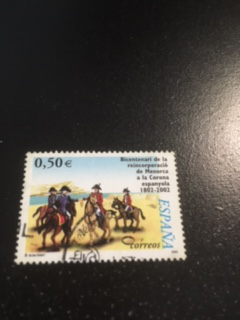 0,50 €
Bicentenari de la
reincorporació
de Menorca
a la Corona
espanyola
1802-2002
ESPAÑA
Correos